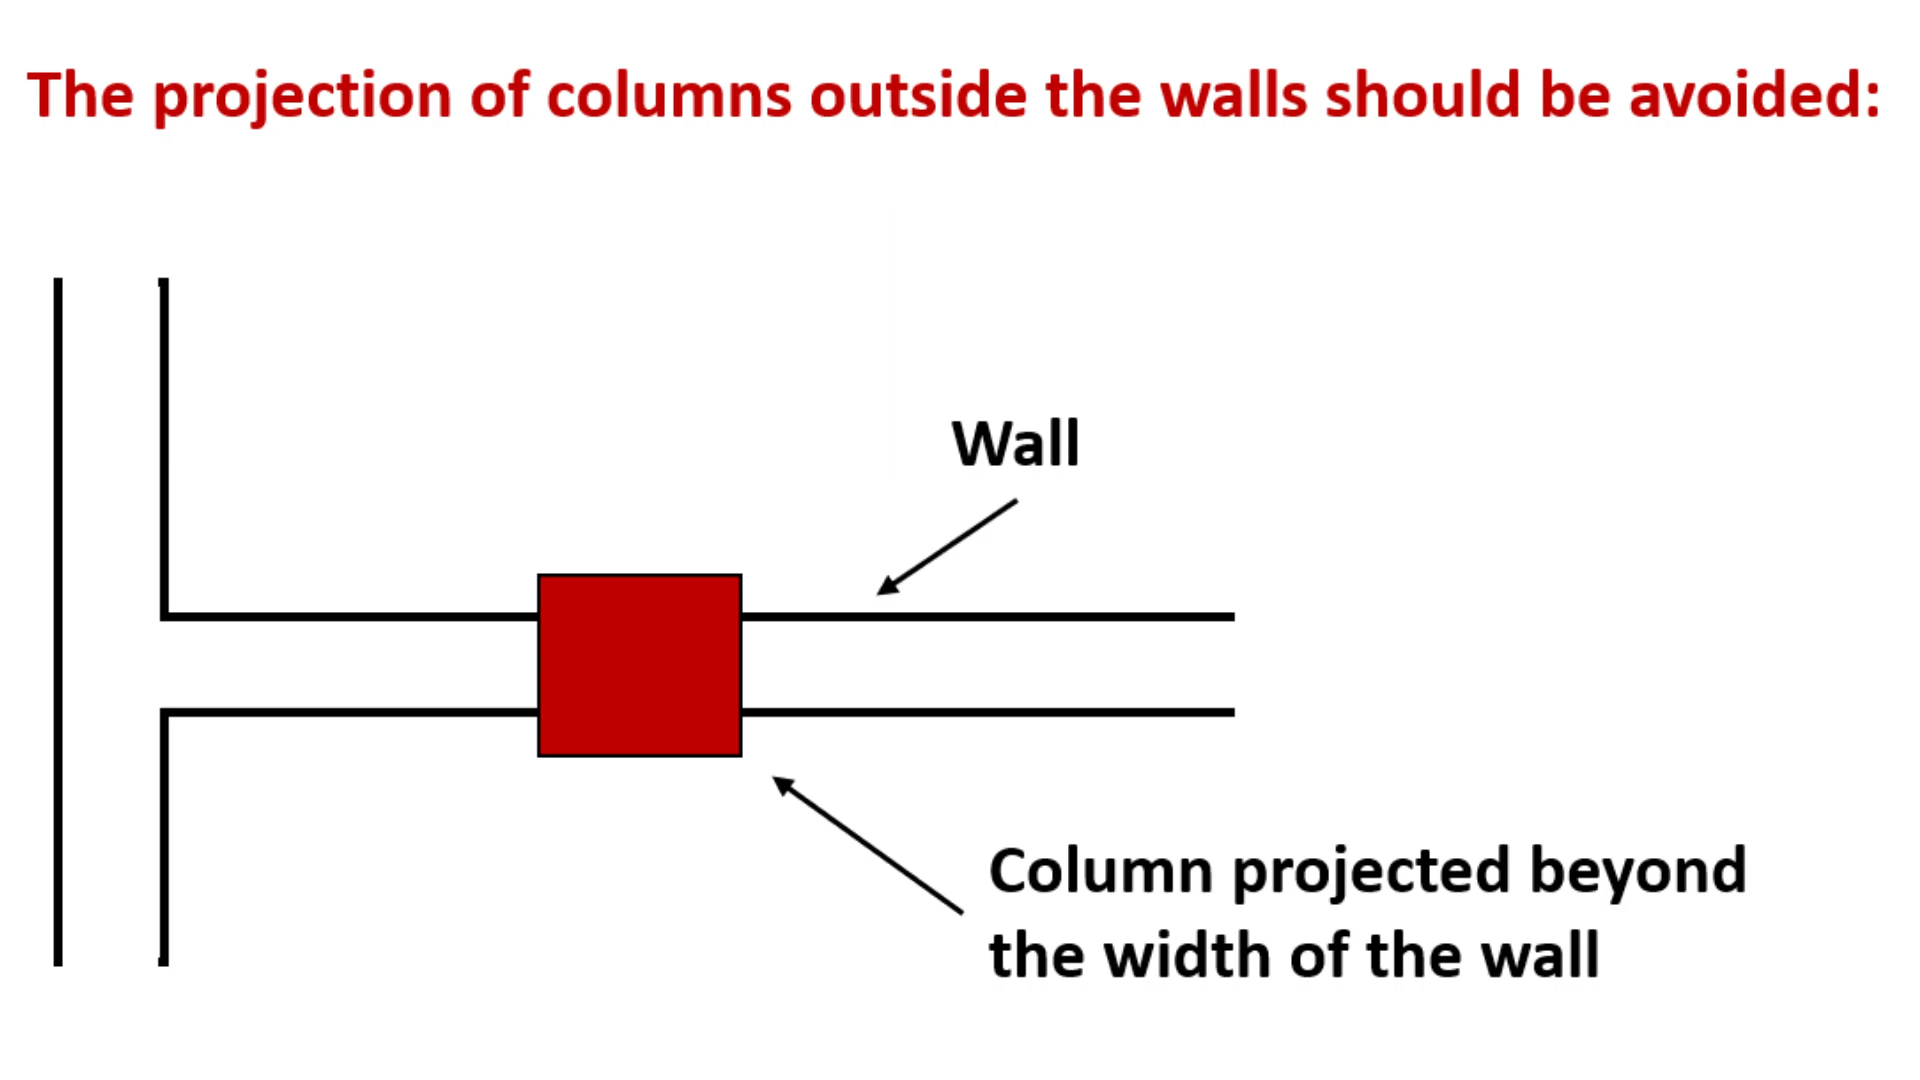 The projection of columns outside the walls should be avoided:
Wall
Column projected beyond
the width of the wall